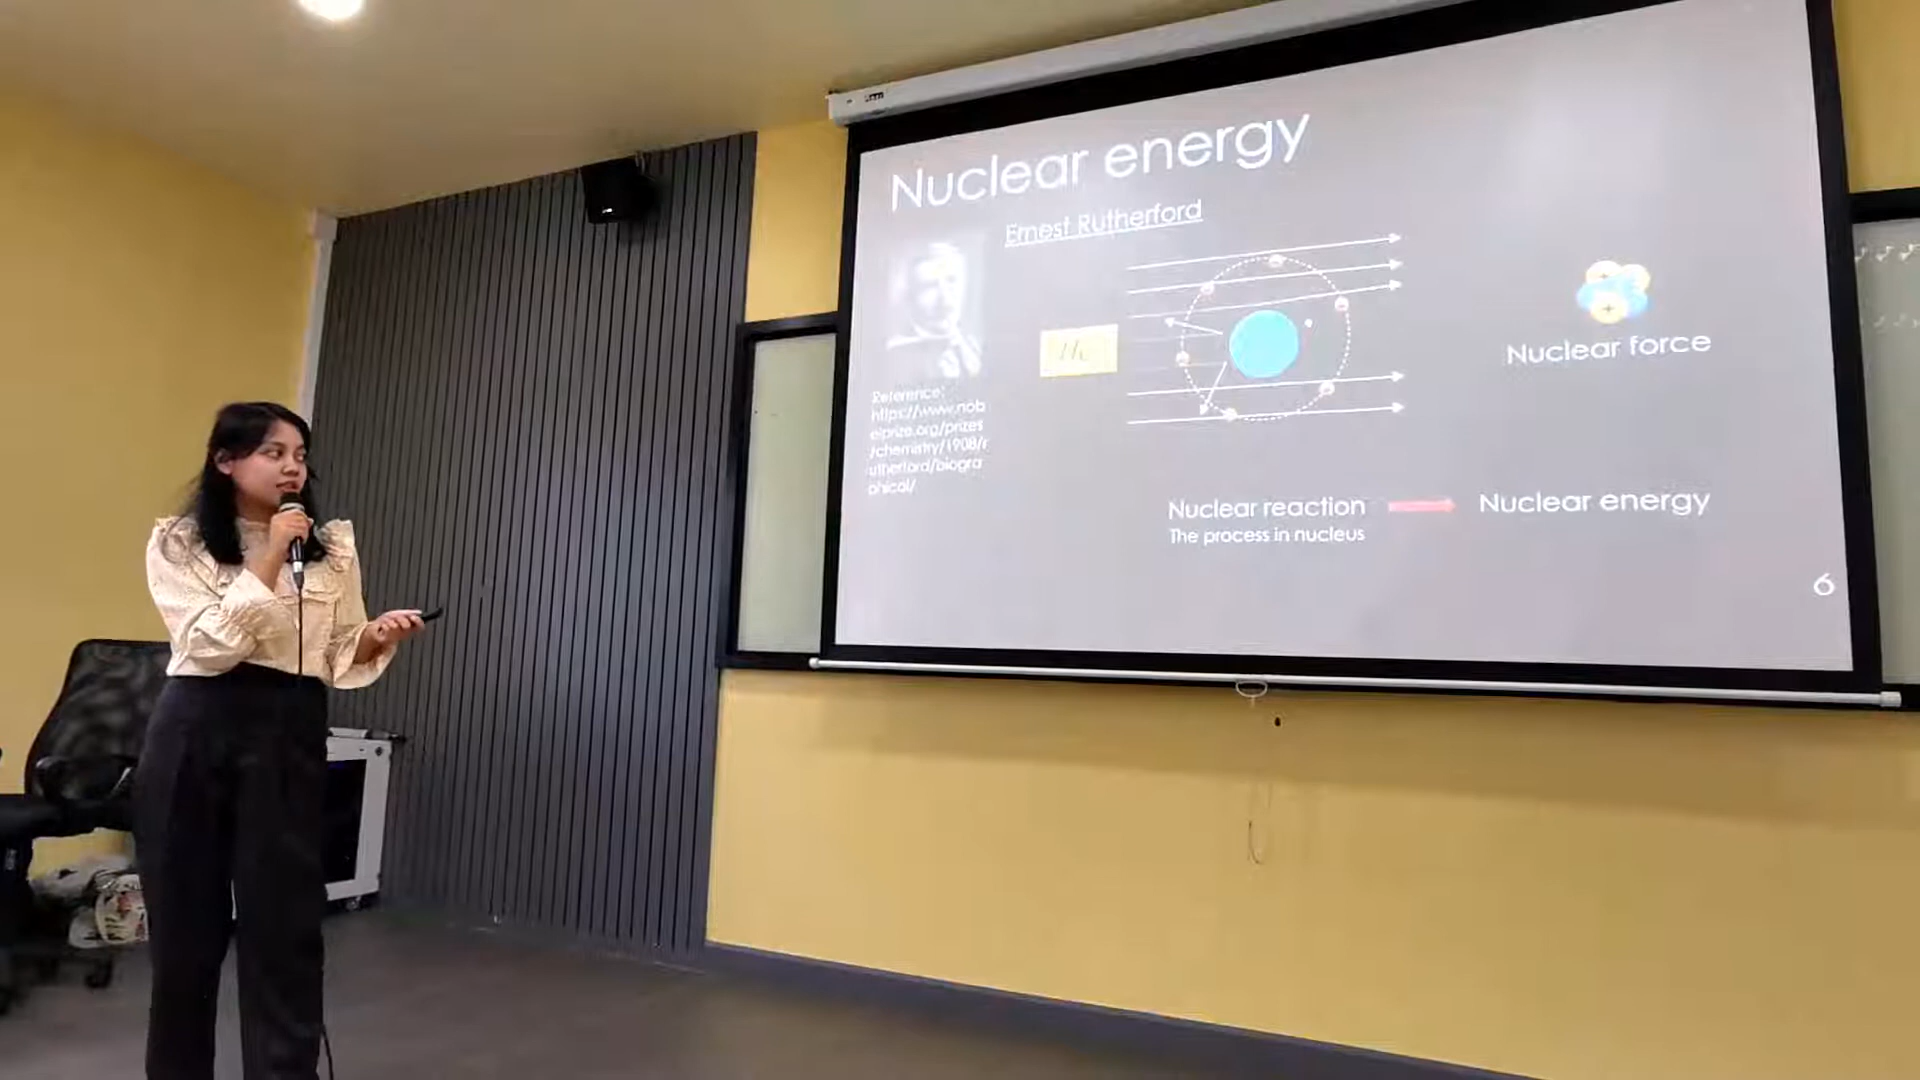 Nuclear energy
Ernest Rutherford
He
Nuclear force
Reference:
https://www.nob
elprize.org/prizes
/chemistry/1908/r
utherford/biogra
phical/
Nuclear reaction
Nuclear energy
The process in nucleus
6